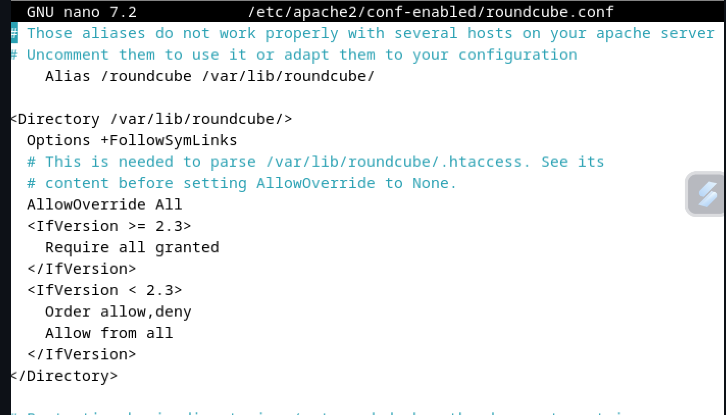 GNU nano 7.2 /etc/apache2/conf-enabled/roundcube.conf
# Those aliases do not work properly with several hosts on your apache server
# Uncomment them to use it or adapt them to your configuration
Alias /roundcube /var/lib/roundcube/
<Directory /var/lib/roundcube/>
Options +FollowSymLinks
# This is needed to parse /var/lib/roundcube/.htaccess. See its
# content before setting AllowOverride to None.
AllowOverride All
<IfVersion >= 2.3>
Require all granted
</IfVersion>
<IfVersion < 2.3>
Order allow,deny
Allow from all
</IfVersion>
</Directory>